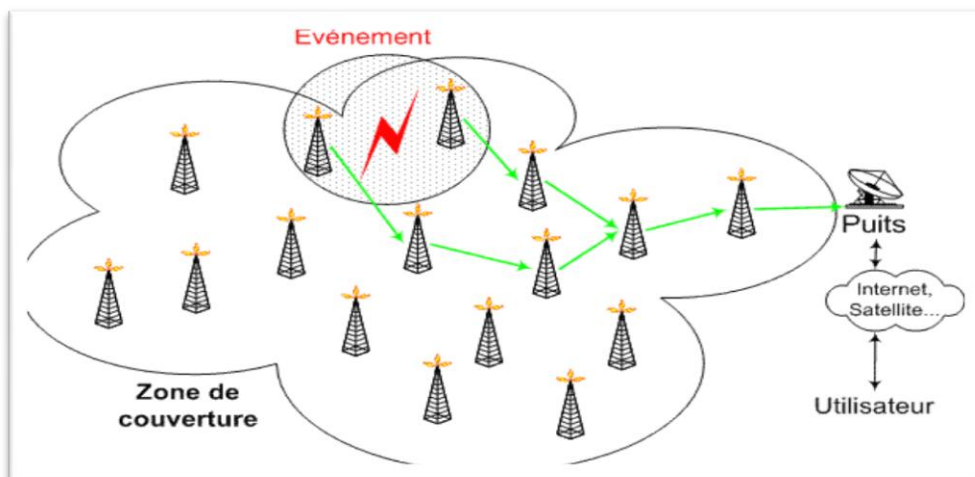 Evénement
Puits
Internet,
Satellite...
Zone de
couverture
Utilisateur